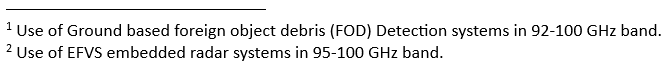 ¹ Use of Ground based foreign object debris (FOD) Detection systems in 92-100 GHz band.
² Use of EFVS embedded radar systems in 95-100 GHz band.